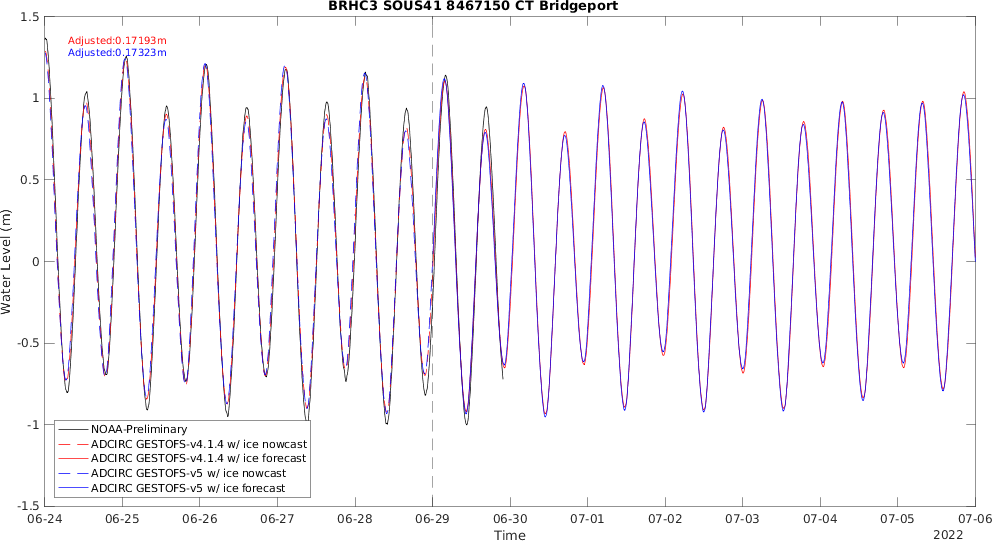 BRHC3 SOUS41 8467150 CT Bridgeport
Adjusted:0.17193m
Adjusted:0.17323m
1.5
1
0.5
0
-0.5
-1
-1.5
Water Level (m)
NOAA-Preliminary
ADCIRC GESTOFS-v4.1.4 w/ ice nowcast
ADCIRC GESTOFS-v4.1.4 w/ ice forecast
ADCIRC GESTOFS-v5 w/ ice nowcast
ADCIRC GESTOFS-v5 w/ ice forecast
06-24 06-25 06-26 06-27 06-28 06-29 06-30 07-01 07-02 07-03 07-04 07-05 07-06
Time
2022